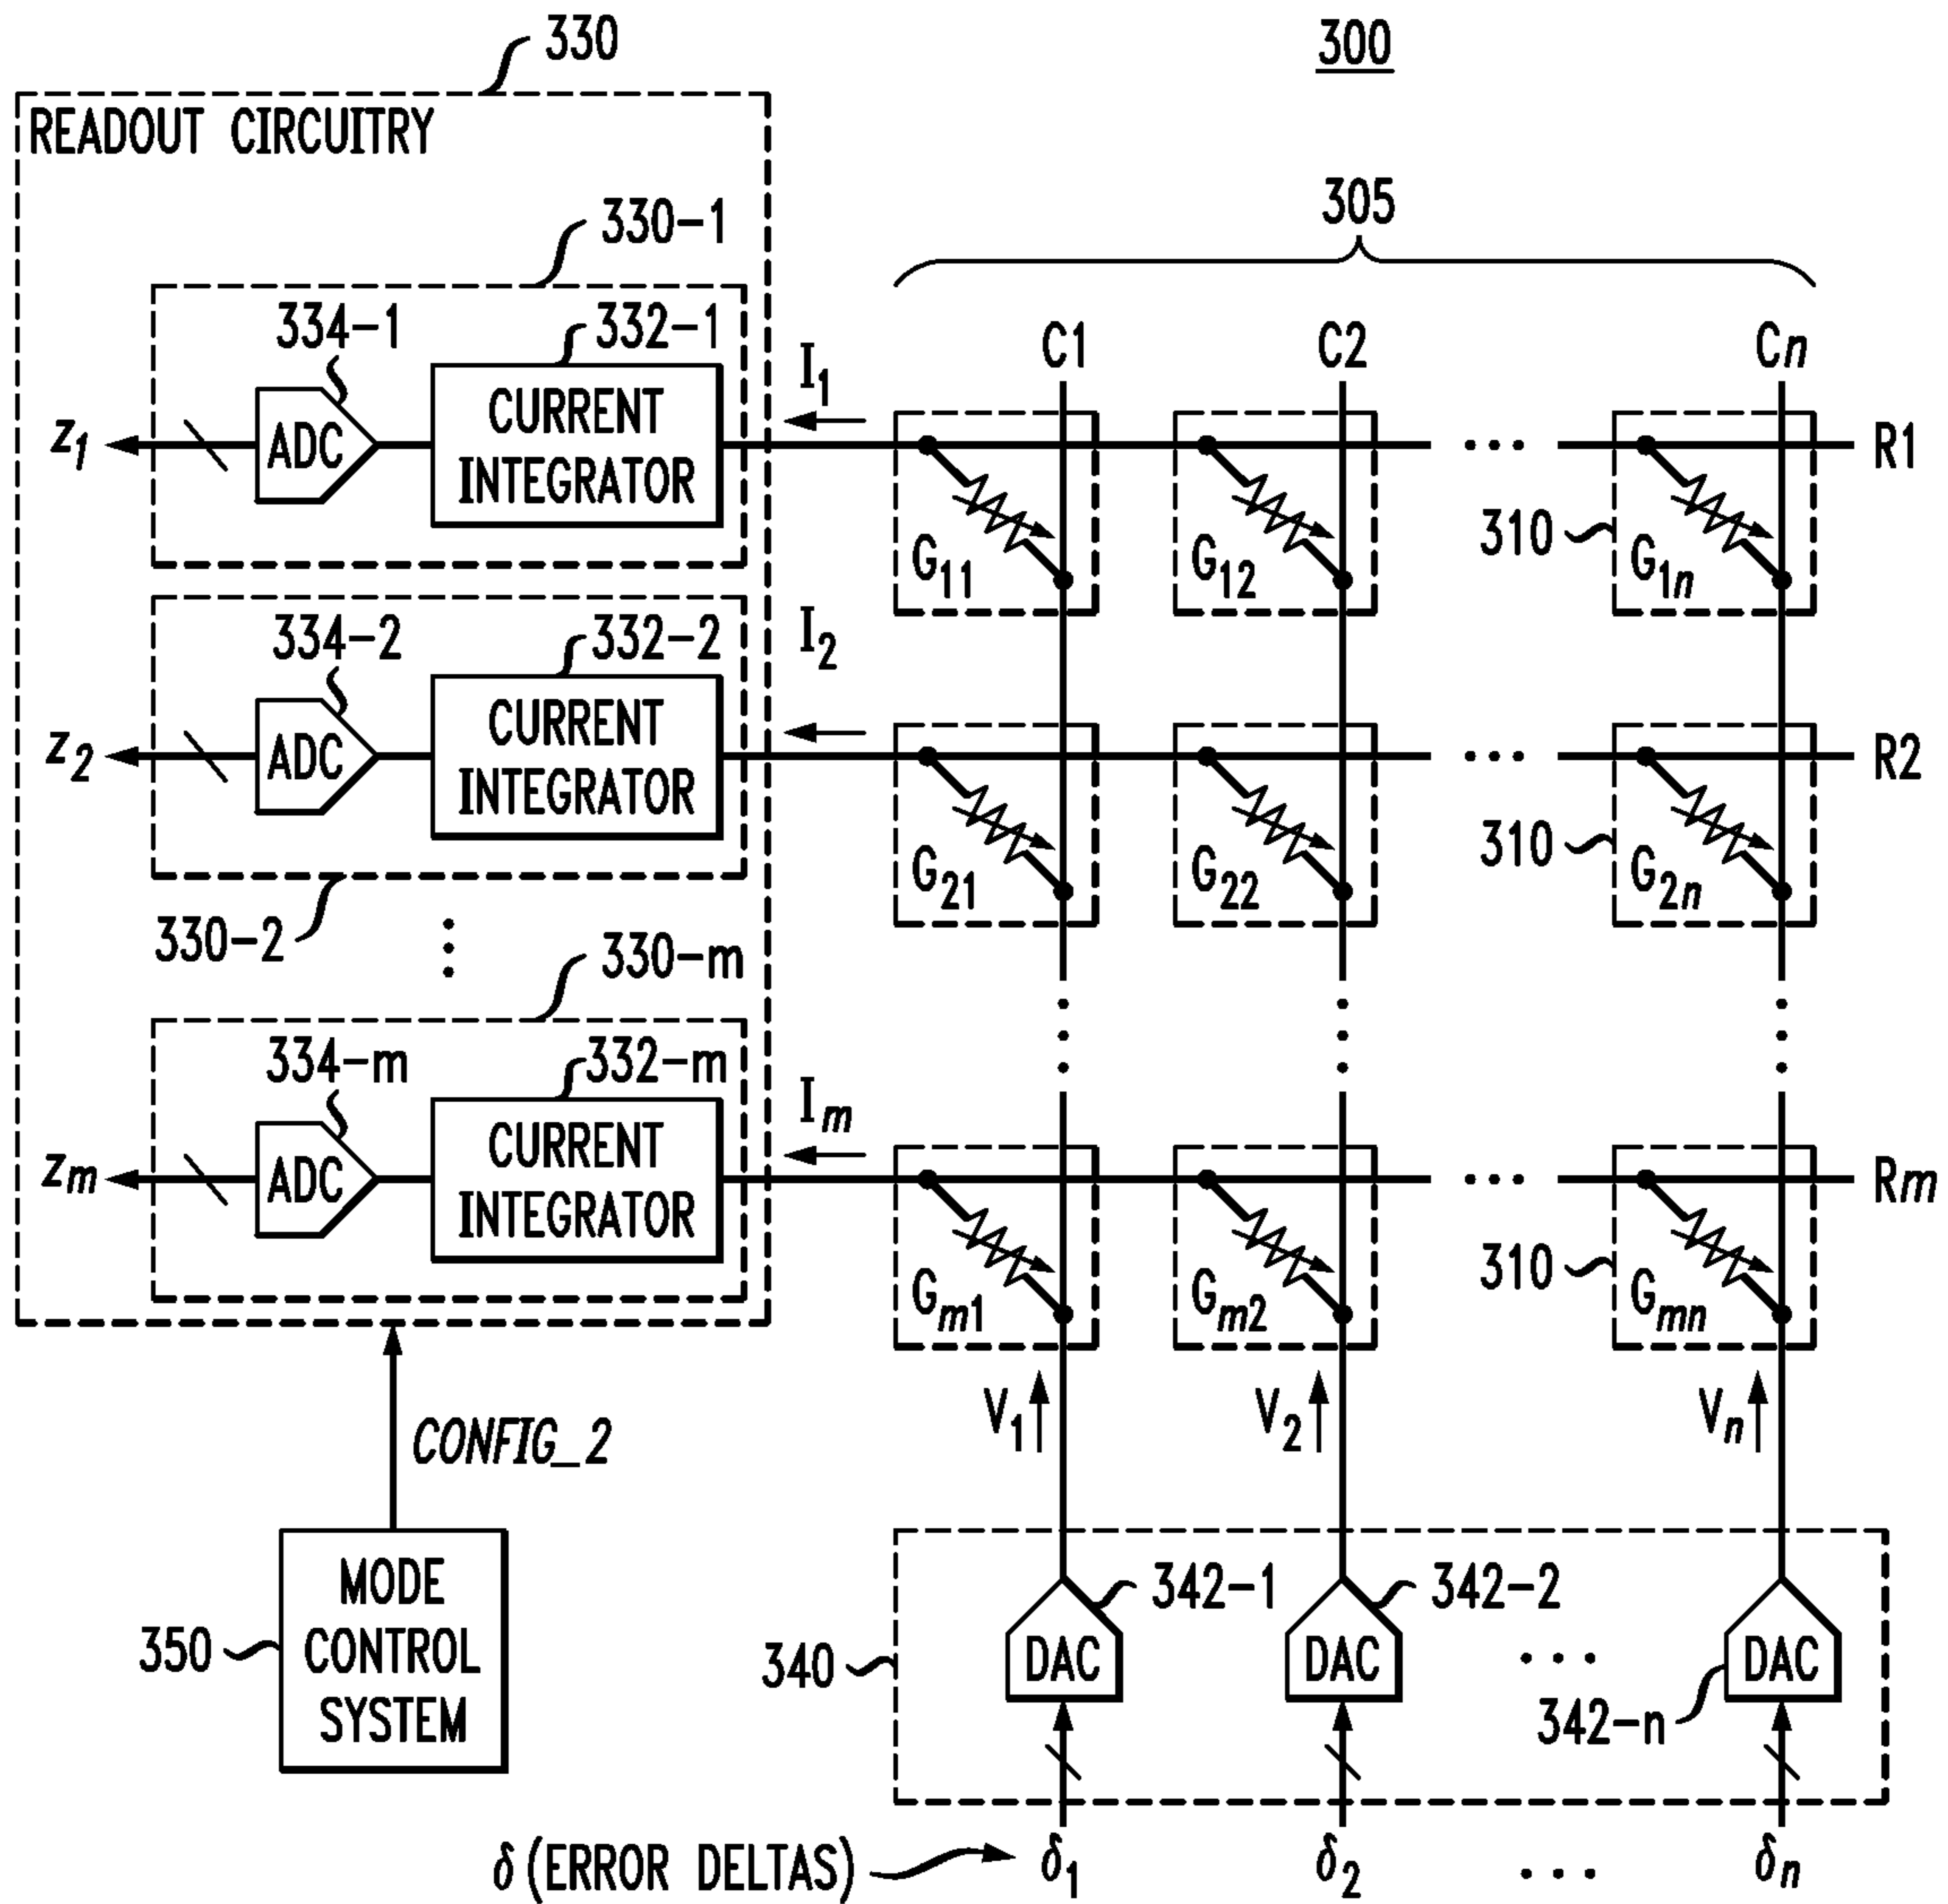 330
300
READOUT CIRCUITRY
305
330-1
334-1
332-1
C1
C2
Cn
I1
z1
ADC
CURRENT INTEGRATOR
R1
310
G11
G12
G1n
334-2
332-2
I2
z2
ADC
CURRENT INTEGRATOR
R2
310
G21
G22
G2n
330-2
⋮
330-m
334-m
332-m
Im
zm
ADC
CURRENT INTEGRATOR
Rm
310
Gm1
Gm2
Gmn
V1
V2
Vn
CONFIG_2
350
MODE
CONTROL
SYSTEM
340
342-1
342-2
342-n
DAC
DAC
...
DAC
δ (ERROR DELTAS)
δ1
δ2
...
δn